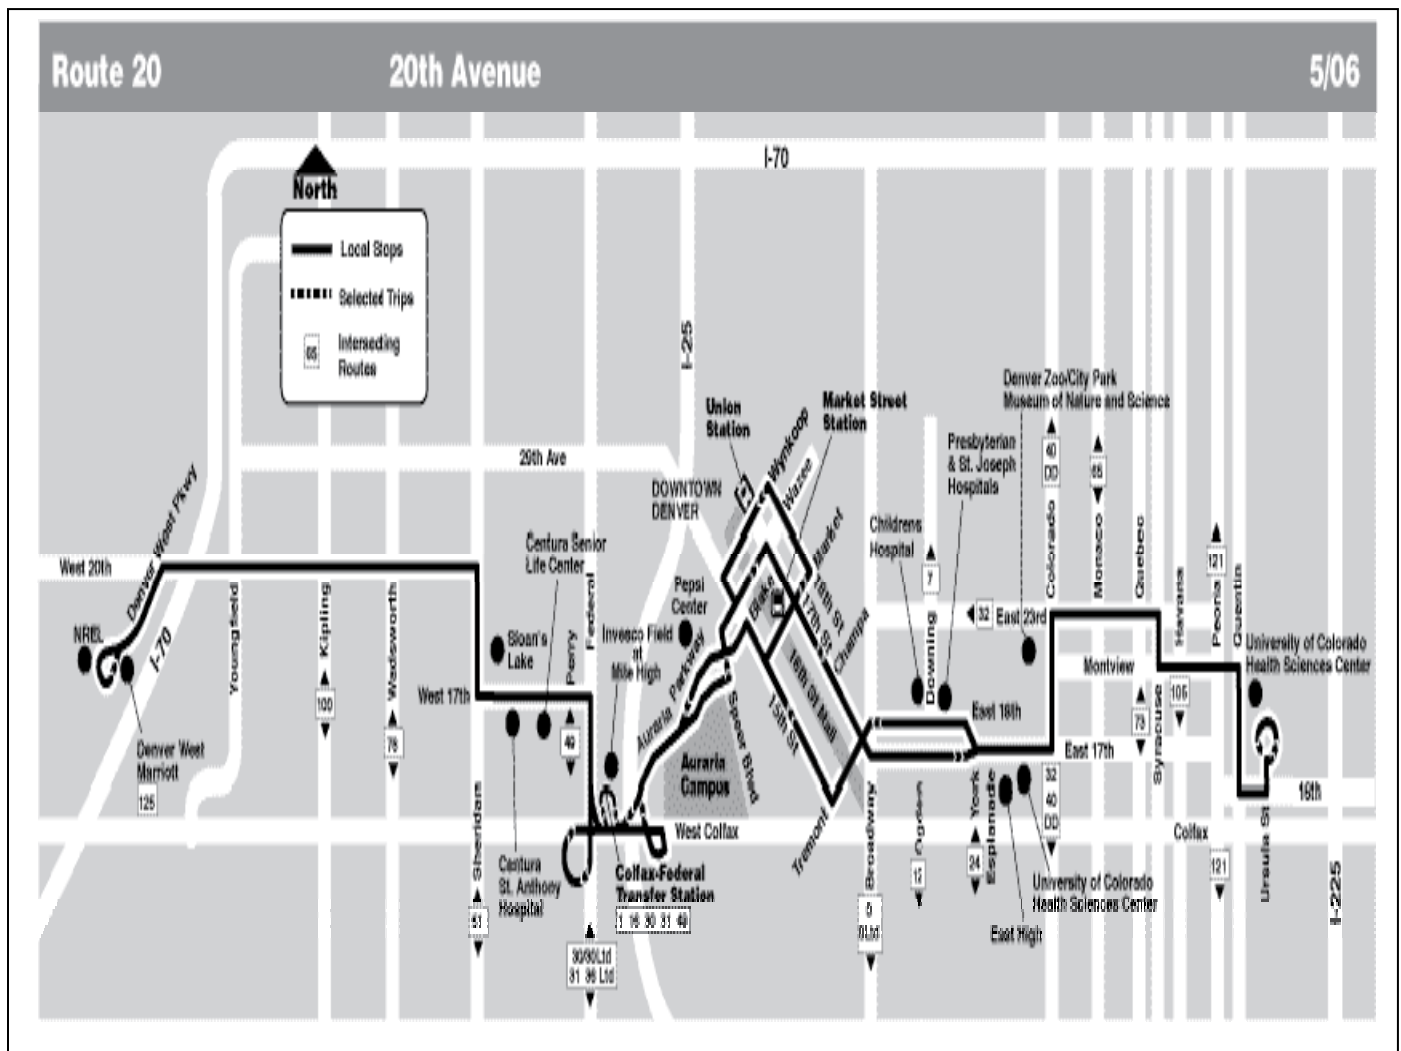 Route 20
20th Avenue
5/06
I-70
North
Local Stops
Selected Trips
65
Intersecting
Routes
I-25
Denver Zoo/City Park
Museum of Nature and Science
Union
Station
Market Street
Station
Wynkoop
Wazee
Presbyterian
& St. Joseph
Hospitals
40
DD
65
29th Ave
DOWNTOWN
DENVER
Denver West Pkwy
Market
Childrens
Hospital
Colorado
Monaco
Quebec
West 20th
Centura Senior
Life Center
Federal
Pepsi
Center
Blake
18th St
17th St
Champa
7
121
Havana
Peoria
Quentin
32
East 23rd
NREL
I-70
Youngfield
Kipling
Wadsworth
Sloan's
Lake
Perry
Invesco Field
at
Mile High
Auraria Parkway
Speer Blvd
16th St Mall
15th St
Downing
Montview
University of Colorado
Health Sciences Center
West 17th
100
76
49
105
73
Syracuse
East 18th
East 17th
Denver West
Marriott
125
Auraria
Campus
Tremont
Broadway
Ogden
York
Esplanade
32
40
DD
16th
Sheridan
West Colfax
Colfax
Ursula St
I-225
Centura
St. Anthony
Hospital
Colfax-Federal
Transfer Station
1 16 30 31 49
12
24
121
University of Colorado
Health Sciences Center
East High
51
0
0Ltd
30/30Ltd
31 36 Ltd